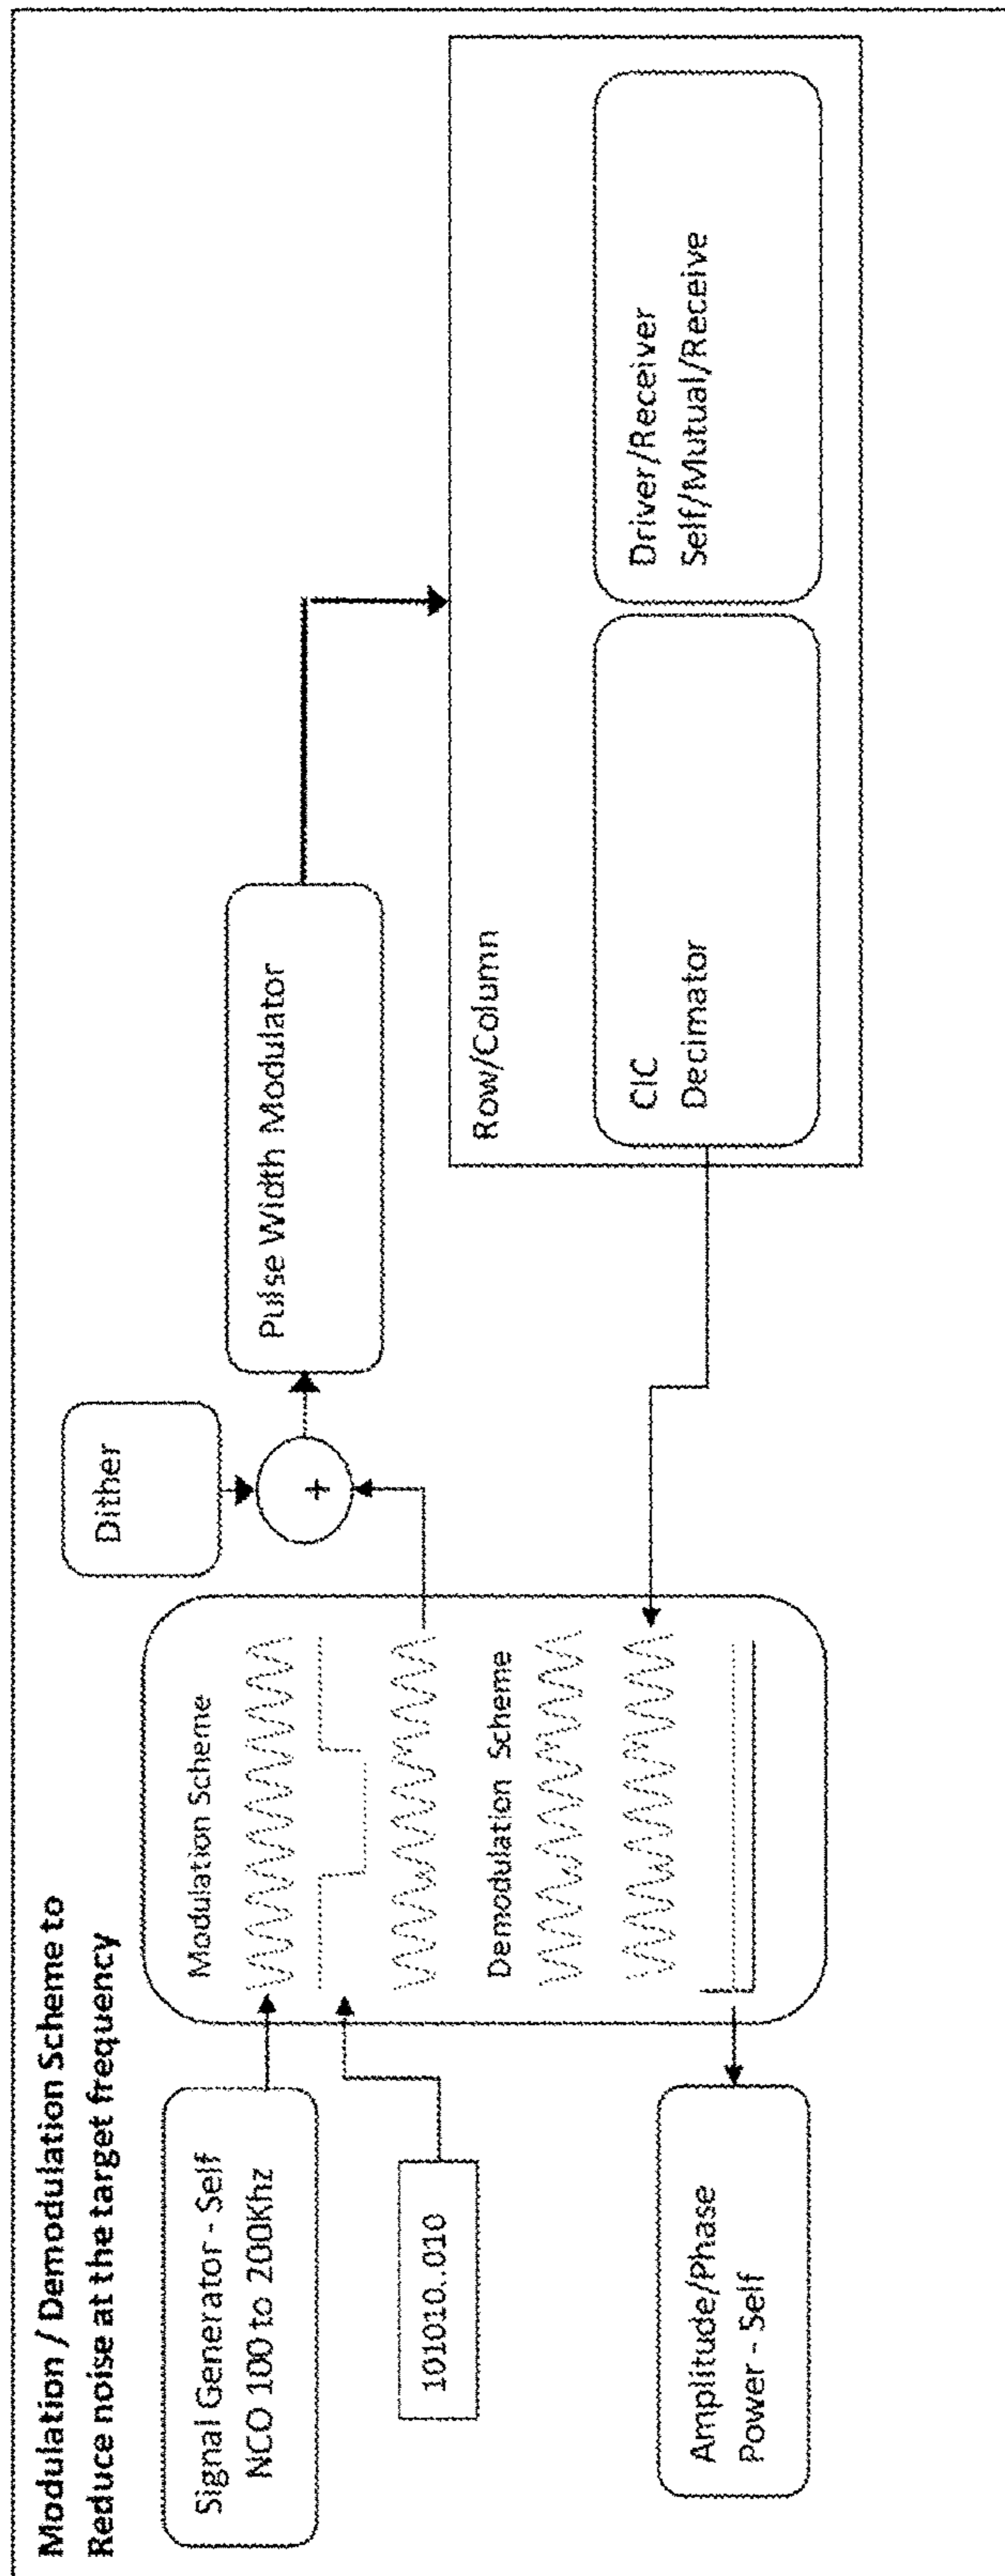 Modulation / Demodulation Scheme to
Reduce noise at the target frequency
Signal Generator - Self
NCO 100 to 200Khz
101010..010
Amplitude/Phase
Power - Self
Modulation Scheme
Demodulation Scheme
Dither
+
Pulse Width Modulator
Row/Column
CIC
Decimator
Driver/Receiver
Self/Mutual/Receive